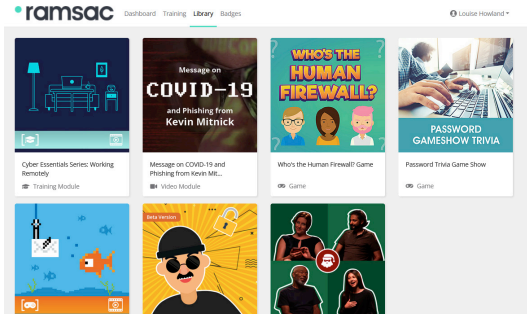 ramsac
Dashboard Training Library Badges
Louise Howland
Message on
COVID-19
and Phishing from
Kevin Mitnick
WHO'S THE
HUMAN
FIREWALL?
PASSWORD
GAMESHOW TRIVIA
Cyber Essentials Series: Working
Remotely
Training Module
Message on COVID-19 and
Phishing from Kevin Mit...
Video Module
Who's the Human Firewall? Game
Game
Password Trivia Game Show
Game
Beta Version